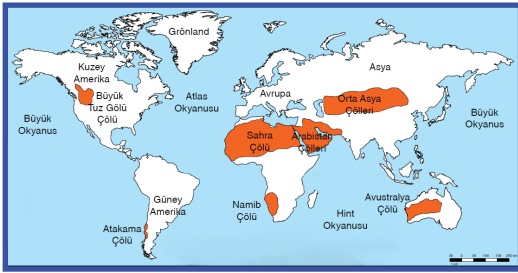 Grönland
Kuzey
Amerika
Büyük
Tuz Gölü
Çölü
Atlas
Okyanusu
Avrupa
Asya
Orta Asya
Çölleri
Büyük
Okyanus
Büyük
Okyanus
Sahra
Çölü
Arabistan
Çölleri
Güney
Amerika
Atakama
Çölü
Namib
Çölü
Hint
Okyanusu
Avustralya
Çölü